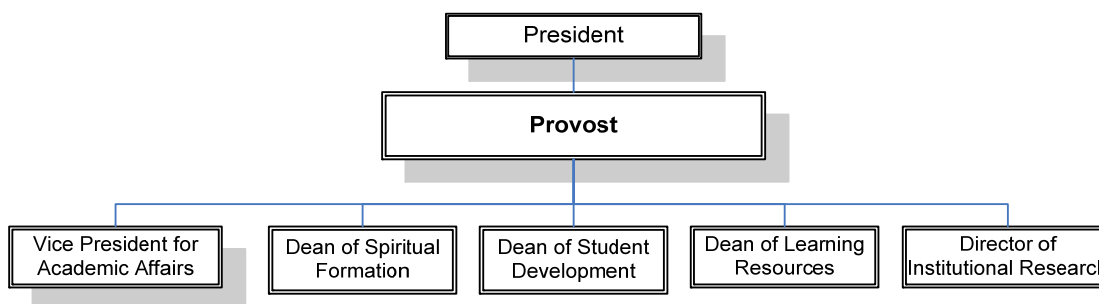 President
Provost
Vice President for
Academic Affairs
Dean of Spiritual
Formation
Dean of Student
Development
Dean of Learning
Resources
Director of
Institutional Research